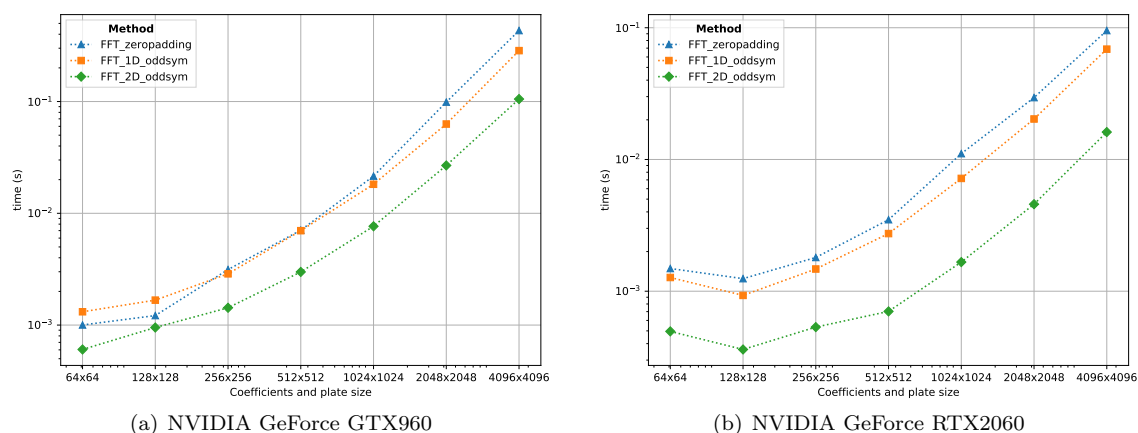 Method
FFT_zeropadding
FFT_1D_oddsym
FFT_2D_oddsym
10⁻¹
10⁻²
10⁻³
time (s)
64x64 128x128 256x256 512x512 1024x1024 2048x2048 4096x4096
Coefficients and plate size
(a) NVIDIA GeForce GTX960
Method
FFT_zeropadding
FFT_1D_oddsym
FFT_2D_oddsym
10⁻¹
10⁻²
10⁻³
time (s)
64x64 128x128 256x256 512x512 1024x1024 2048x2048 4096x4096
Coefficients and plate size
(b) NVIDIA GeForce RTX2060